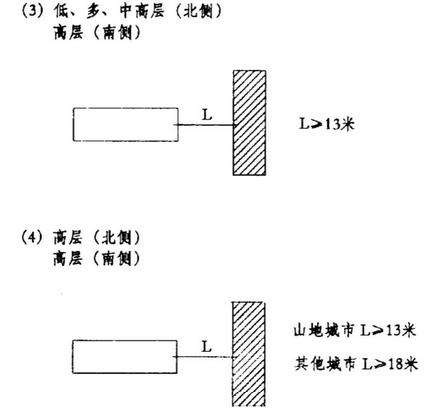 (3) 低、多、中高层(北侧)
高层(南侧)
L
L≥13米
(4) 高层(北侧)
高层(南侧)
L
山地城市 L≥13米
其他城市 L≥18米